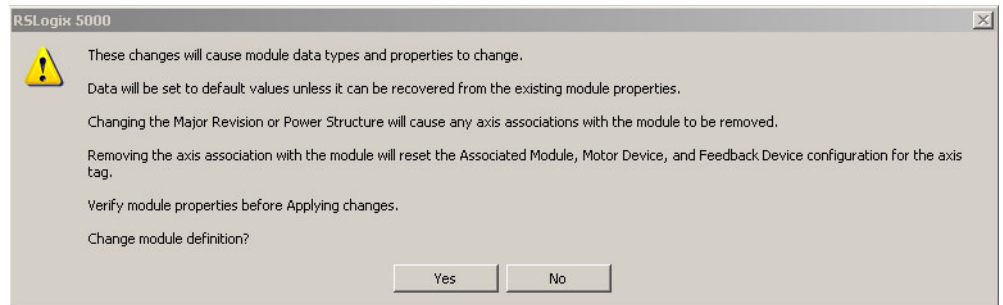 RSLogix 5000
These changes will cause module data types and properties to change.
Data will be set to default values unless it can be recovered from the existing module properties.
Changing the Major Revision or Power Structure will cause any axis associations with the module to be removed.
Removing the axis association with the module will reset the Associated Module, Motor Device, and Feedback Device configuration for the axis
tag.
Verify module properties before Applying changes.
Change module definition?
Yes
No